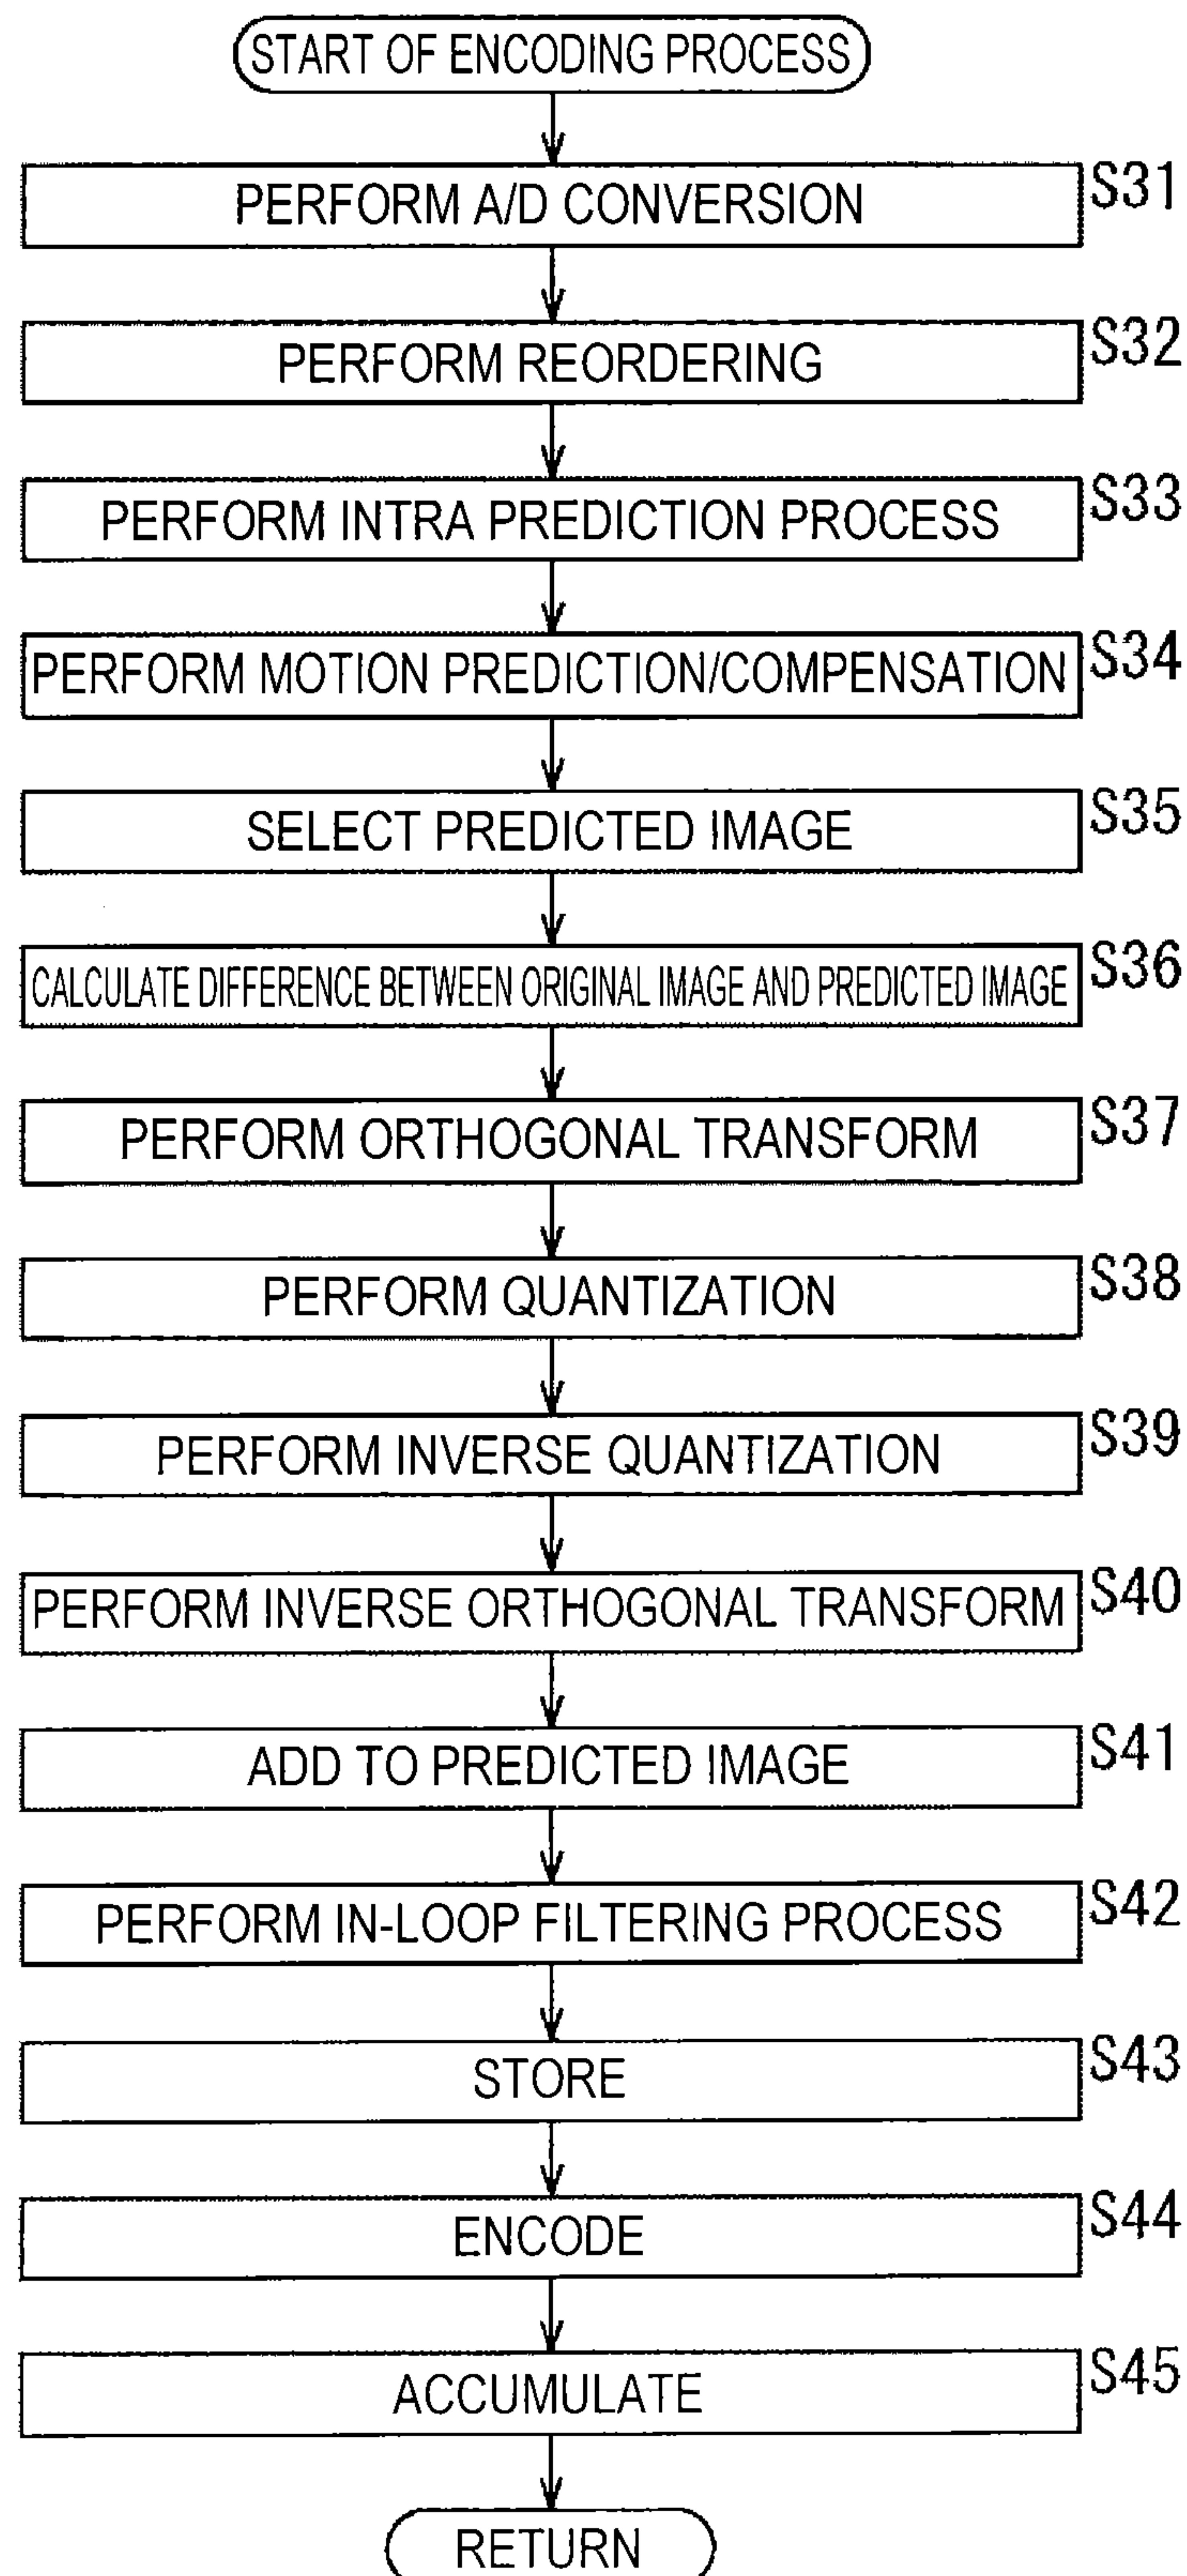 START OF ENCODING PROCESS
PERFORM A/D CONVERSION
S31
PERFORM REORDERING
S32
PERFORM INTRA PREDICTION PROCESS
S33
PERFORM MOTION PREDICTION/COMPENSATION
S34
SELECT PREDICTED IMAGE
S35
CALCULATE DIFFERENCE BETWEEN ORIGINAL IMAGE AND PREDICTED IMAGE
S36
PERFORM ORTHOGONAL TRANSFORM
S37
PERFORM QUANTIZATION
S38
PERFORM INVERSE QUANTIZATION
S39
PERFORM INVERSE ORTHOGONAL TRANSFORM
S40
ADD TO PREDICTED IMAGE
S41
PERFORM IN-LOOP FILTERING PROCESS
S42
STORE
S43
ENCODE
S44
ACCUMULATE
S45
RETURN